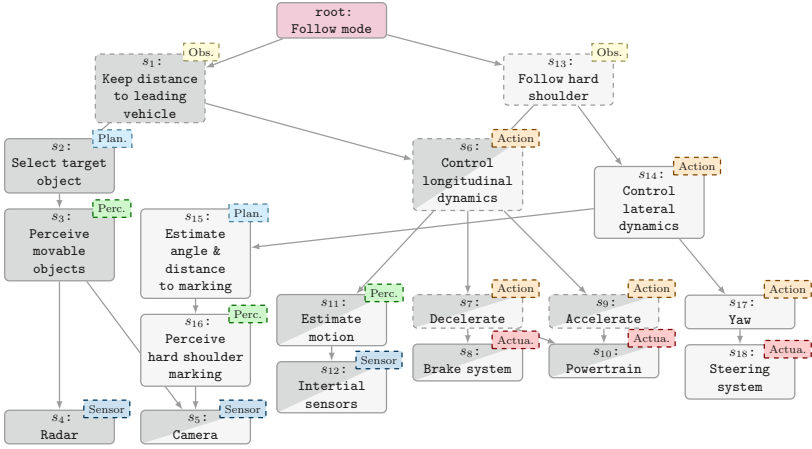 root:
Follow mode
Obs.
s1:
Keep distance
to leading
vehicle
Obs.
s13:
Follow hard
shoulder
Plan.
s2:
Select target
object
Action
s6:
Control
longitudinal
dynamics
Action
s14:
Control
lateral
dynamics
Perc.
s3:
Perceive
movable
objects
Plan.
s15:
Estimate
angle &
distance
to marking
Perc.
s11:
Estimate
motion
Action
s7:
Decelerate
Action
s9:
Accelerate
Action
s17:
Yaw
Perc.
s16:
Perceive
hard shoulder
marking
Sensor
s12:
Intertial
sensors
Actua.
s8:
Brake system
Actua.
s10:
Powertrain
Actua.
s18:
Steering
system
Sensor
s4:
Radar
Sensor
s5:
Camera